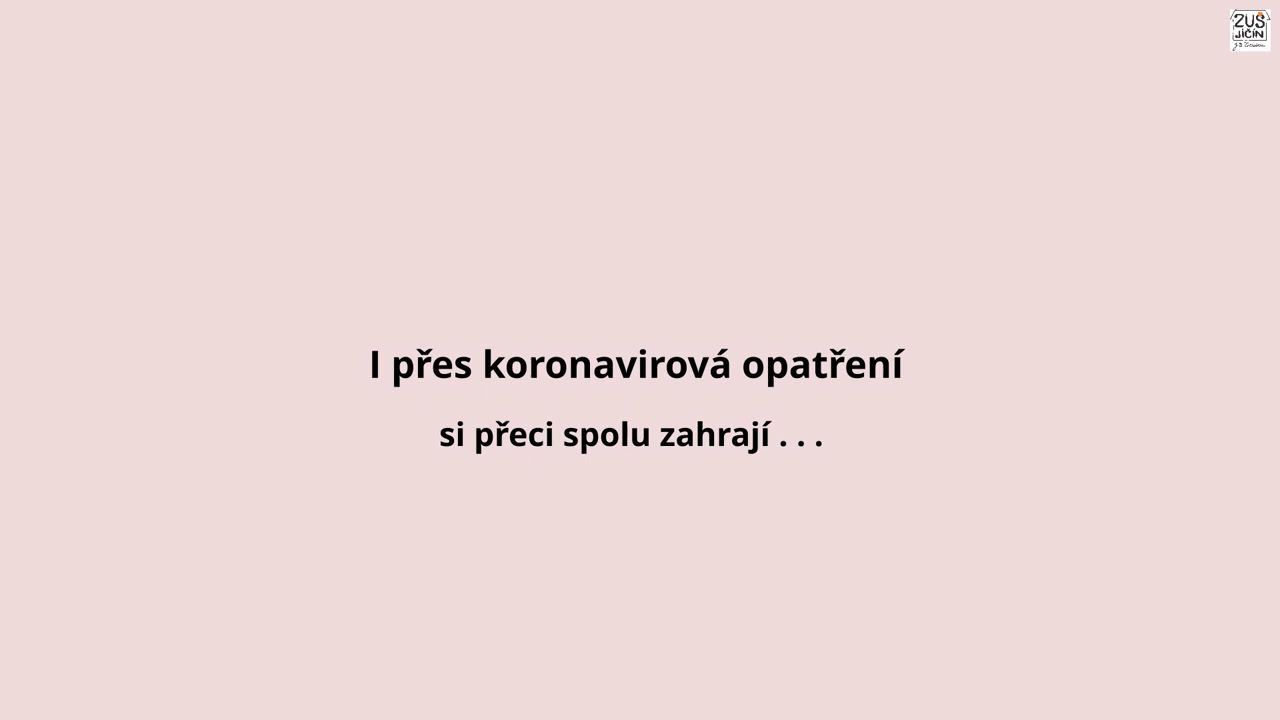 ZUŠ
JIČÍN
I přes koronavirová opatření
si přeci spolu zahrají . . .